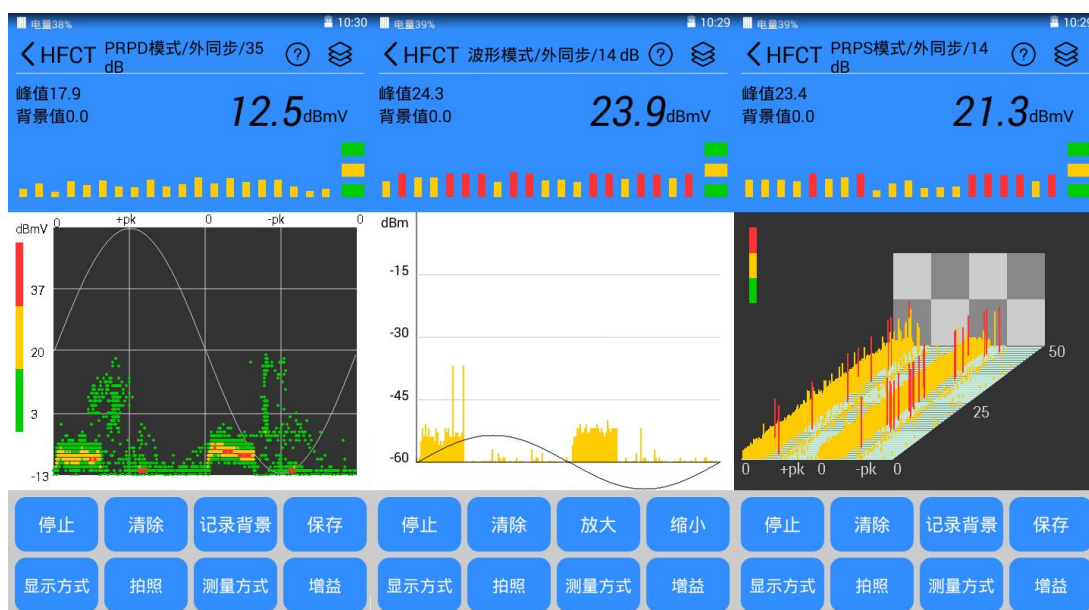 电量38%
10:30
HFCT
PRPD模式/外同步/35
dB
?
峰值17.9
背景值0.0
12.5dBmV
dBmV
0 +pk 0 -pk 0
37
20
3
-13
停止 清除 记录背景 保存
显示方式 拍照 测量方式 增益
电量39%
10:29
HFCT 波形模式/外同步/14 dB
?
峰值24.3
背景值0.0
23.9dBmV
dBm
-15
-30
-45
-60
停止 清除 放大 缩小
显示方式 拍照 测量方式 增益
电量39%
10:29
HFCT
PRPS模式/外同步/14
dB
?
峰值23.4
背景值0.0
21.3dBmV
50
25
0 +pk 0 -pk 0
停止 清除 记录背景 保存
显示方式 拍照 测量方式 增益